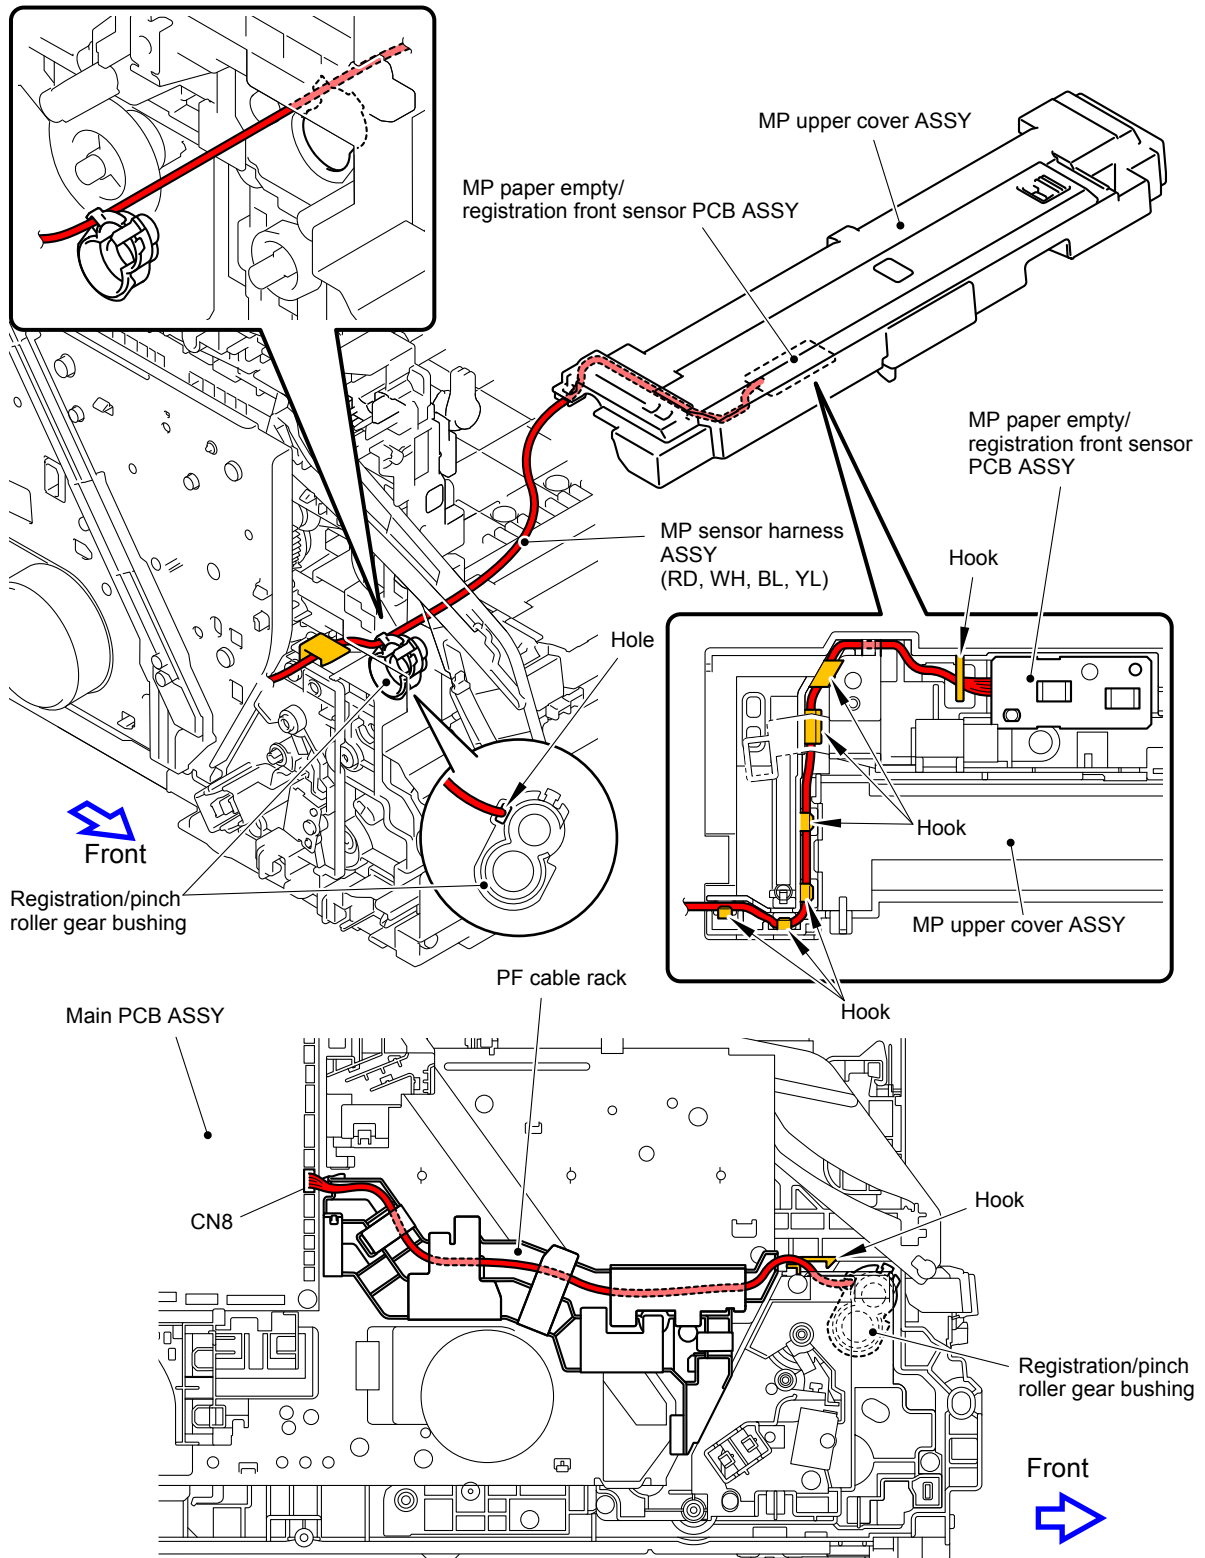 MP upper cover ASSY
MP paper empty/
registration front sensor PCB ASSY
MP paper empty/
registration front sensor
PCB ASSY
MP sensor harness
ASSY
(RD, WH, BL, YL)
Hook
Hole
Hook
Front
Registration/pinch
roller gear bushing
MP upper cover ASSY
Hook
PF cable rack
Main PCB ASSY
CN8
Hook
Registration/pinch
roller gear bushing
Front